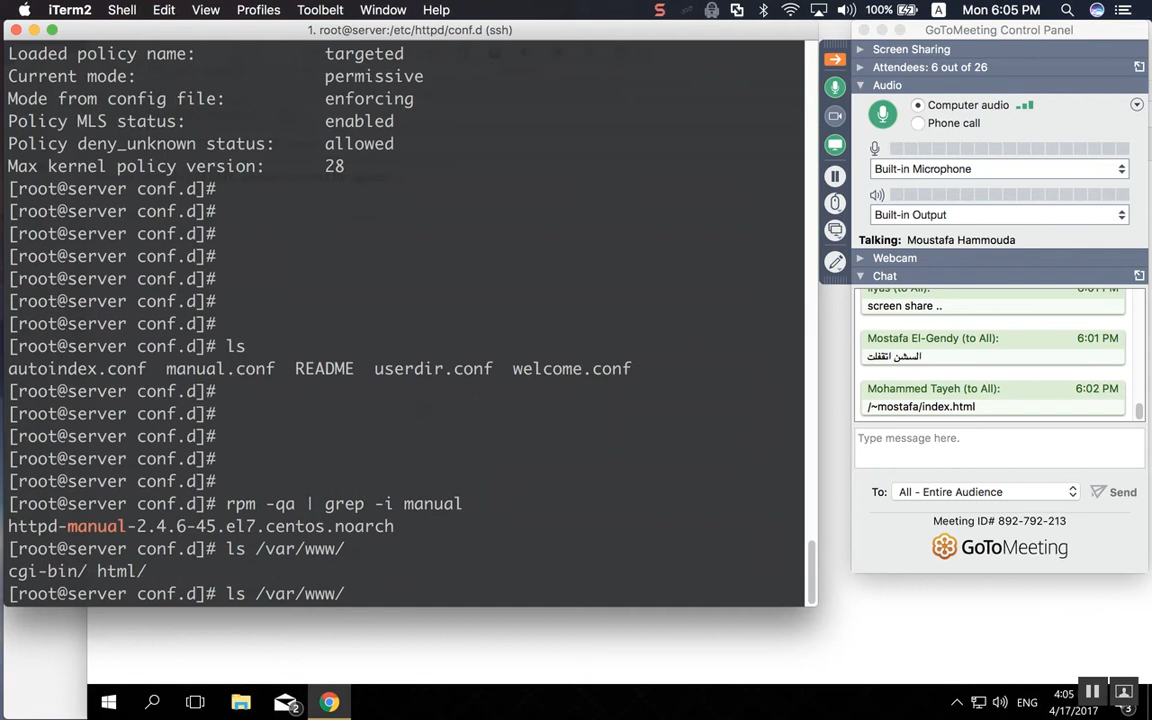 iTerm2 Shell Edit View Profiles Toolbelt Window Help 100% A Mon 6:05 PM
1. root@server:/etc/httpd/conf.d (ssh)
Loaded policy name: targeted
Current mode: permissive
Mode from config file: enforcing
Policy MLS status: enabled
Policy deny_unknown status: allowed
Max kernel policy version: 28
[root@server conf.d]#
[root@server conf.d]#
[root@server conf.d]#
[root@server conf.d]#
[root@server conf.d]#
[root@server conf.d]#
[root@server conf.d]#
[root@server conf.d]# ls
autoindex.conf manual.conf README userdir.conf welcome.conf
[root@server conf.d]#
[root@server conf.d]#
[root@server conf.d]#
[root@server conf.d]#
[root@server conf.d]#
[root@server conf.d]# rpm -qa | grep -i manual
httpd-manual-2.4.6-45.el7.centos.noarch
[root@server conf.d]# ls /var/www/
cgi-bin/ html/
[root@server conf.d]# ls /var/www/
GoToMeeting Control Panel
Screen Sharing
Attendees: 6 out of 26
Audio
Computer audio
Phone call
Built-in Microphone
Built-in Output
Talking: Moustafa Hammouda
Webcam
Chat
Ilyas (to All): 6:01 PM
screen share ..
Mostafa El-Gendy (to All): 6:01 PM
السشن اتقفلت
Mohammed Tayeh (to All): 6:02 PM
/~mostafa/index.html
Type message here.
To: All - Entire Audience Send
Meeting ID# 892-792-213
GoToMeeting
2
ENG
4:05
4/17/2017
3